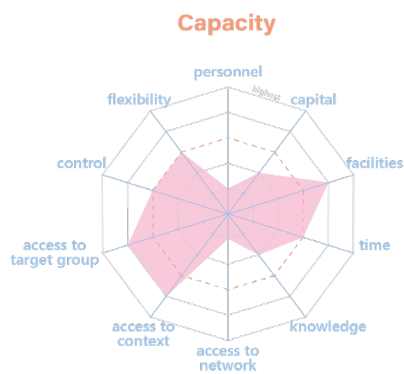 Capacity
personnel
highest
flexibility
capital
control
facilities
access to
target group
time
access to
context
knowledge
access to
network